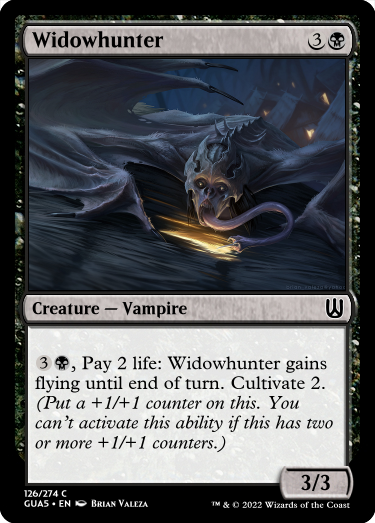 Widowhunter 3
Creature — Vampire
3, Pay 2 life: Widowhunter gains
flying until end of turn. Cultivate 2.
(Put a +1/+1 counter on this. You
can't activate this ability if this has two
or more +1/+1 counters.)
3/3
126/274 C
GUA5 • EN Brian Valeza
™ & © 2022 Wizards of the Coast